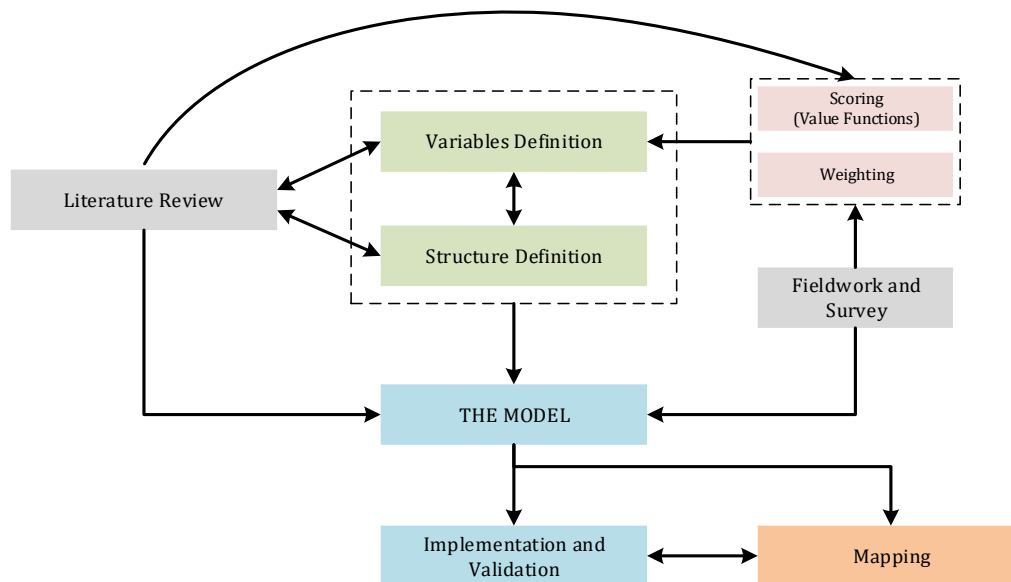 Scoring
(Value Functions)
Variables Definition
Weighting
Literature Review
Structure Definition
Fieldwork and
Survey
THE MODEL
Implementation and
Validation
Mapping